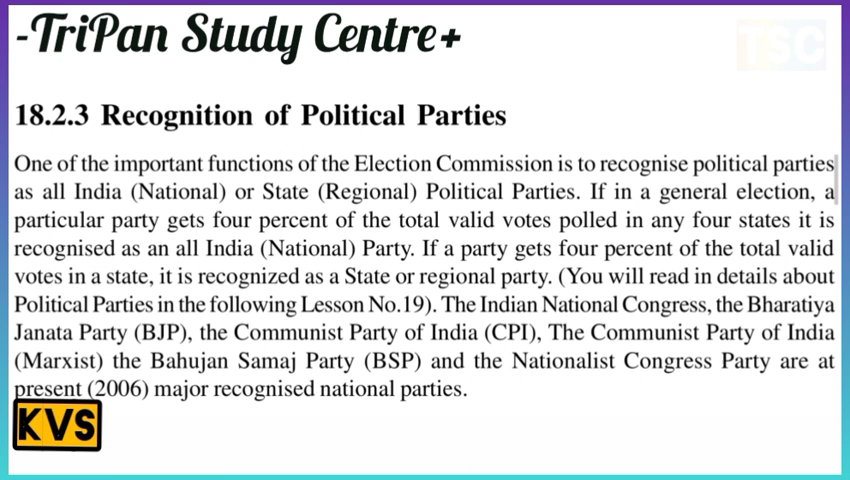 -TriPan Study Centre+
TSC
18.2.3 Recognition of Political Parties
One of the important functions of the Election Commission is to recognise political parties
as all India (National) or State (Regional) Political Parties. If in a general election, a
particular party gets four percent of the total valid votes polled in any four states it is
recognised as an all India (National) Party. If a party gets four percent of the total valid
votes in a state, it is recognized as a State or regional party. (You will read in details about
Political Parties in the following Lesson No.19). The Indian National Congress, the Bharatiya
Janata Party (BJP), the Communist Party of India (CPI), The Communist Party of India
(Marxist) the Bahujan Samaj Party (BSP) and the Nationalist Congress Party are at
present (2006) major recognised national parties.
KVS